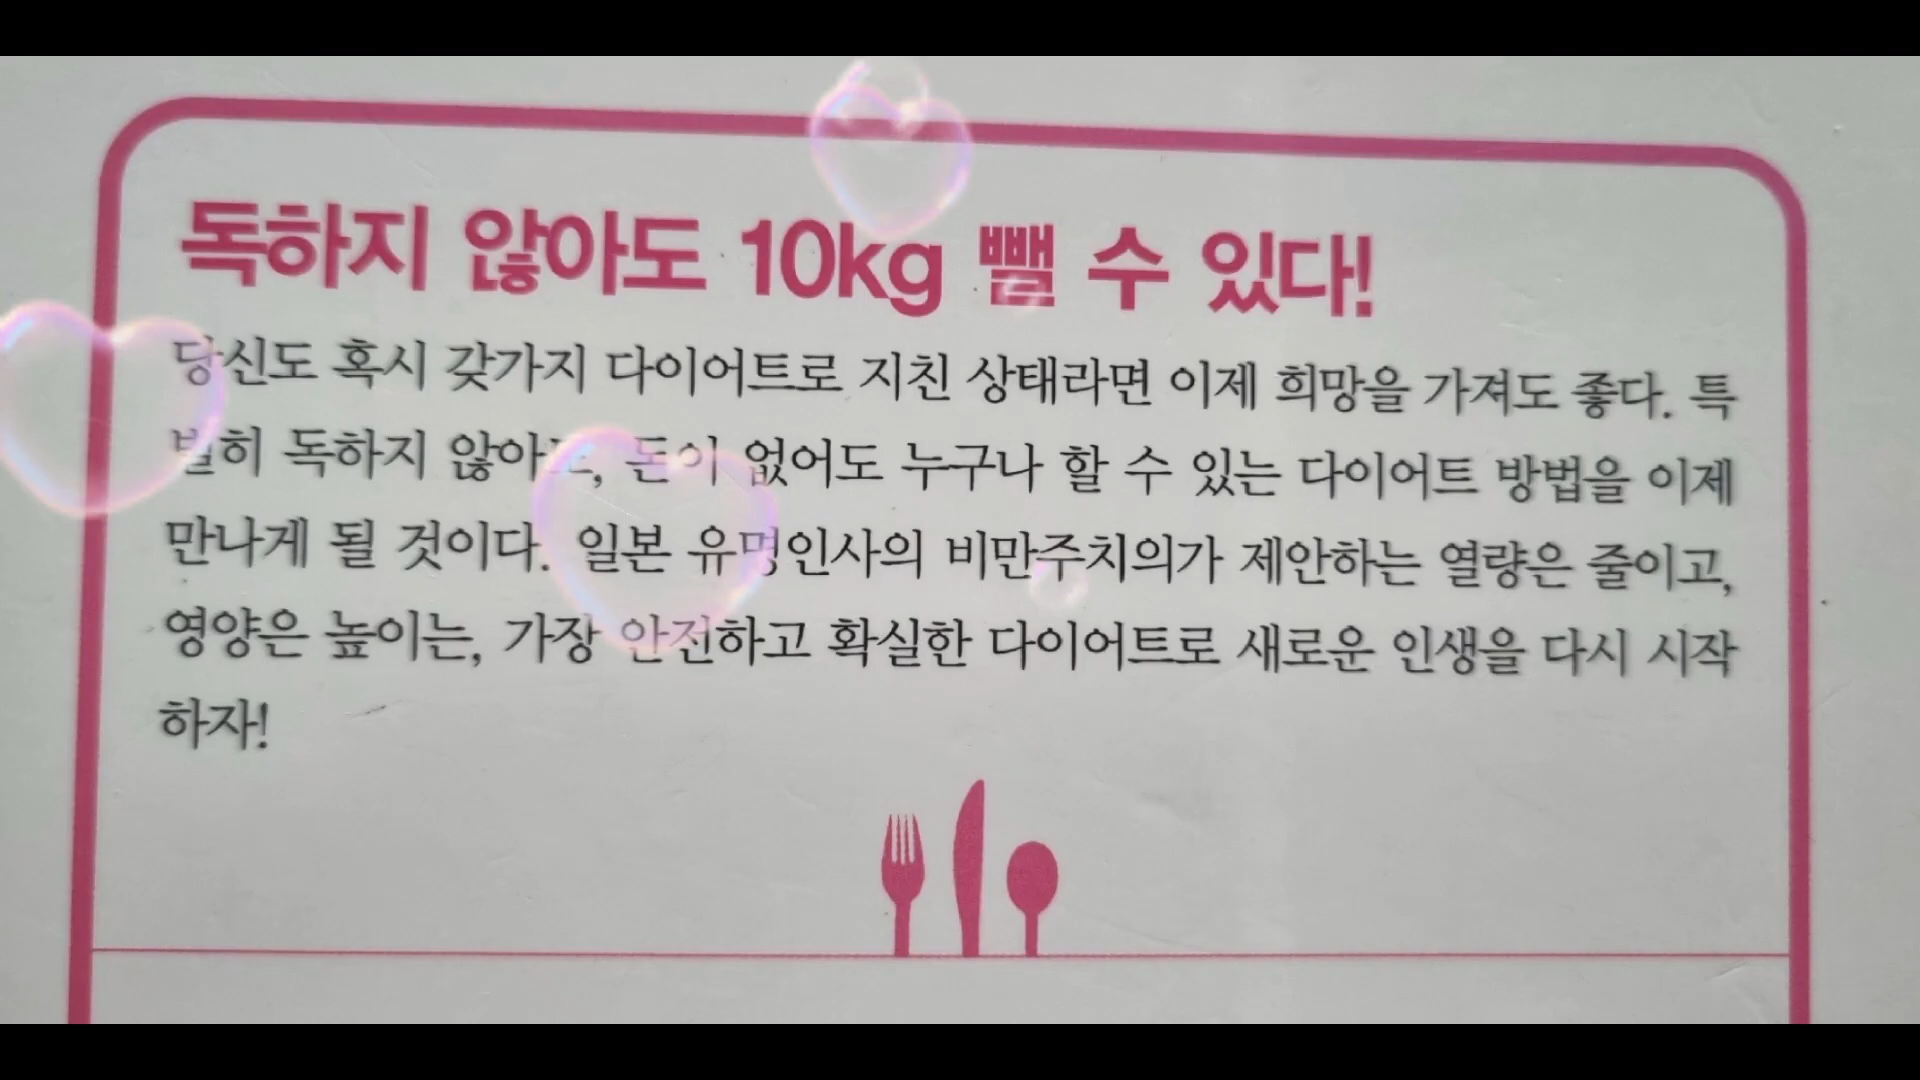 독하지 않아도 10kg 뺄 수 있다!
당신도 혹시 갖가지 다이어트로 지친 상태라면 이제 희망을 가져도 좋다. 특
별히 독하지 않아도, 돈이 없어도 누구나 할 수 있는 다이어트 방법을 이제
만나게 될 것이다. 일본 유명인사의 비만주치의가 제안하는 열량은 줄이고,
영양은 높이는, 가장 안전하고 확실한 다이어트로 새로운 인생을 다시 시작
하자!